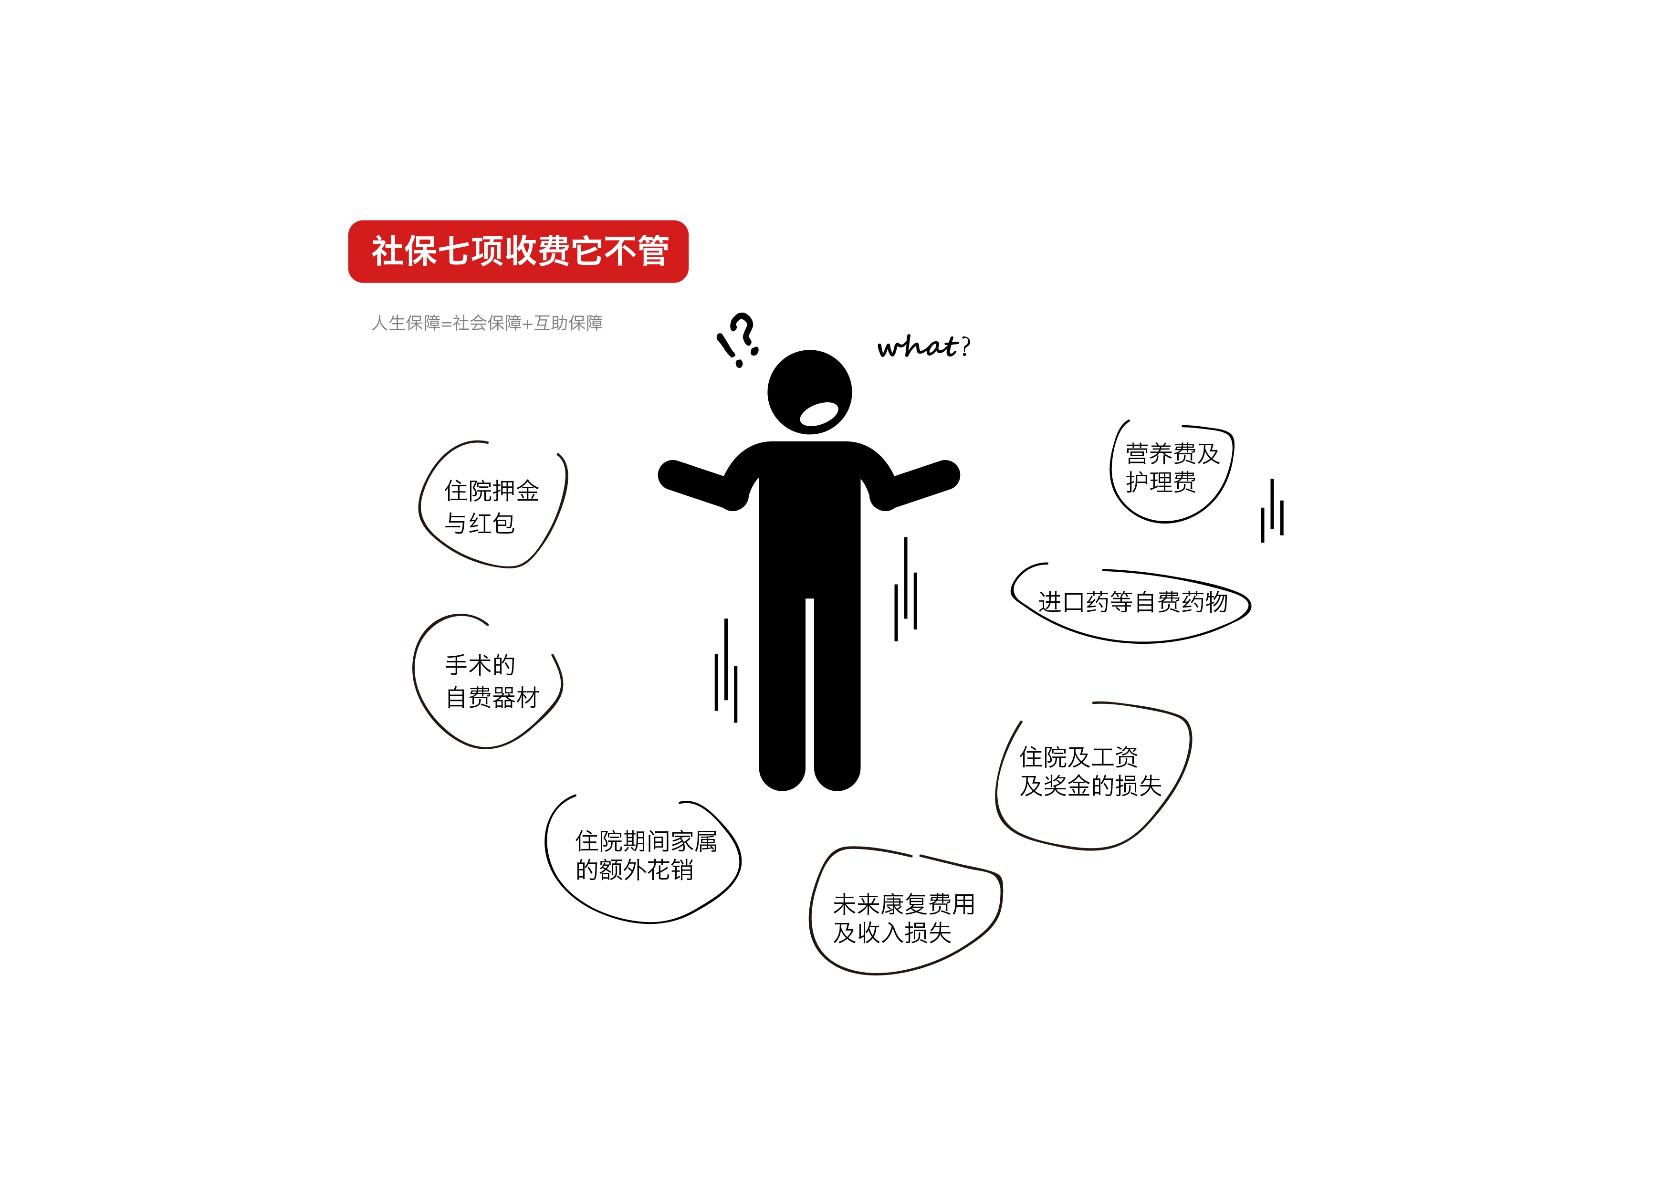 社保七项收费它不管
人生保障=社会保障+互助保障
!?
what?
住院押金
与红包
手术的
自费器材
住院期间家属
的额外花销
未来康复费用
及收入损失
住院及工资
及奖金的损失
进口药等自费药物
营养费及
护理费